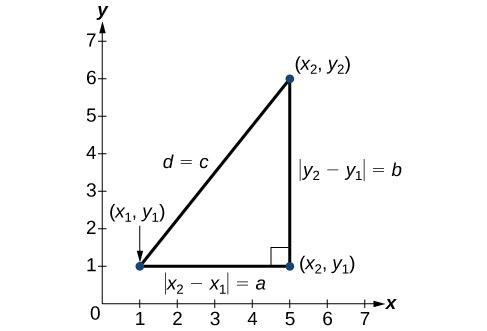 y
7
6
5
4
3
2
1
0
(x₂, y₂)
d = c
|y₂ − y₁| = b
(x₁, y₁)
(x₂, y₁)
|x₂ − x₁| = a
1 2 3 4 5 6 7
x